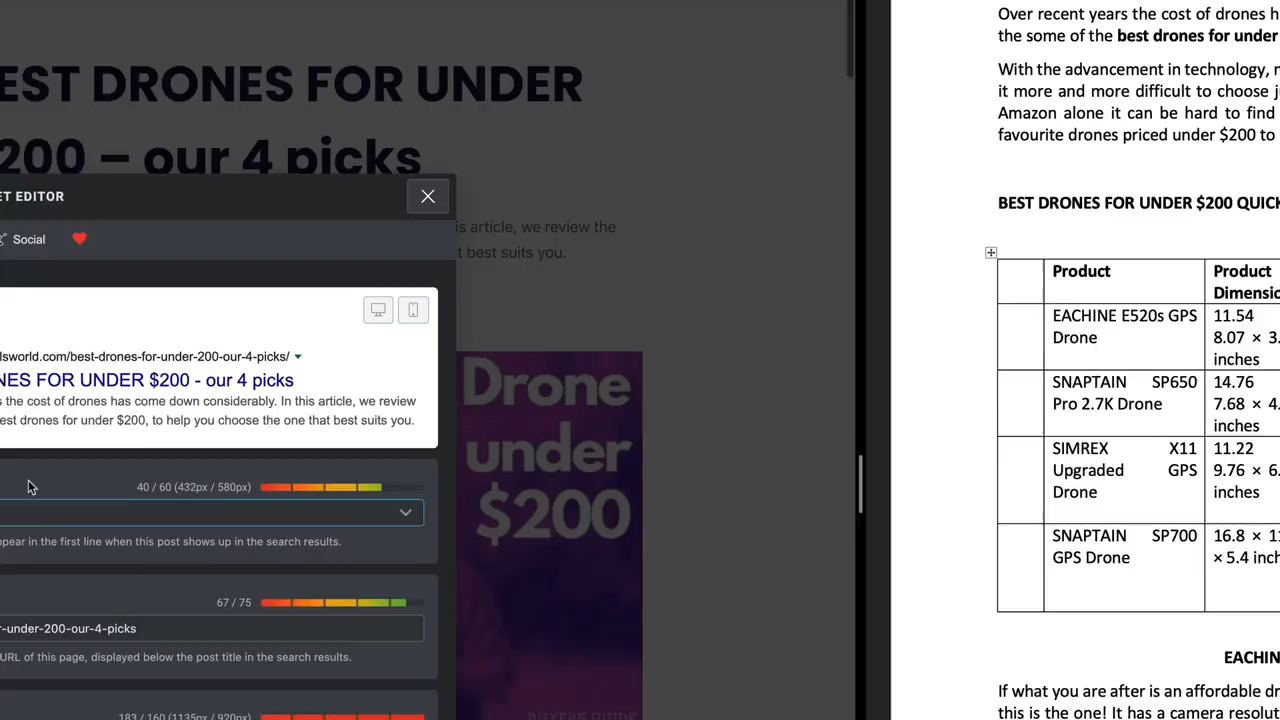 EST DRONES FOR UNDER
200 – our 4 picks
ET EDITOR
is article, we review the
Social
t best suits you.
lsworld.com/best-drones-for-under-200-our-4-picks/
NES FOR UNDER $200 - our 4 picks
s the cost of drones has come down considerably. In this article, we review
est drones for under $200, to help you choose the one that best suits you.
40 / 60 (432px / 580px)
ppear in the first line when this post shows up in the search results.
67 / 75
r-under-200-our-4-picks
URL of this page, displayed below the post title in the search results.
183 / 160 (1135px / 920px)
Drone
under
$200
BUYERS GUIDE
Over recent years the cost of drones h
the some of the best drones for under
With the advancement in technology, m
it more and more difficult to choose ju
Amazon alone it can be hard to find
favourite drones priced under $200 to
BEST DRONES FOR UNDER $200 QUICK
Product
Product
Dimensio
EACHINE E520s GPS
Drone
11.54
8.07 × 3.
inches
SNAPTAIN SP650
Pro 2.7K Drone
14.76
7.68 × 4.
inches
SIMREX X11
Upgraded GPS
Drone
11.22
9.76 × 6.
inches
SNAPTAIN SP700
GPS Drone
16.8 × 11
× 5.4 inch
EACHIN
If what you are after is an affordable dr
this is the one! It has a camera resolut